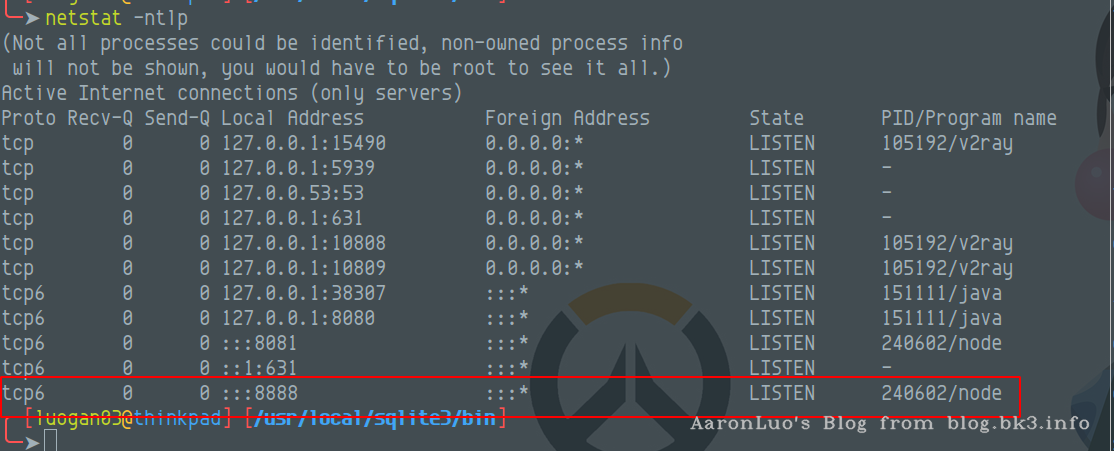 netstat -ntlp
(Not all processes could be identified, non-owned process info
will not be shown, you would have to be root to see it all.)
Active Internet connections (only servers)
Proto Recv-Q Send-Q Local Address Foreign Address State PID/Program name
tcp 0 0 127.0.0.1:15490 0.0.0.0:* LISTEN 105192/v2ray
tcp 0 0 127.0.0.1:5939 0.0.0.0:* LISTEN -
tcp 0 0 127.0.0.53:53 0.0.0.0:* LISTEN -
tcp 0 0 127.0.0.1:631 0.0.0.0:* LISTEN -
tcp 0 0 127.0.0.1:10808 0.0.0.0:* LISTEN 105192/v2ray
tcp 0 0 127.0.0.1:10809 0.0.0.0:* LISTEN 105192/v2ray
tcp6 0 0 127.0.0.1:38307 :::* LISTEN 151111/java
tcp6 0 0 127.0.0.1:8080 :::* LISTEN 151111/java
tcp6 0 0 :::8081 :::* LISTEN 240602/node
tcp6 0 0 ::1:631 :::* LISTEN -
tcp6 0 0 :::8888 :::* LISTEN 240602/node
[luogan03@thinkpad] [/usr/local/sqlite3/bin]
AaronLuo's Blog from blog.bk3.info